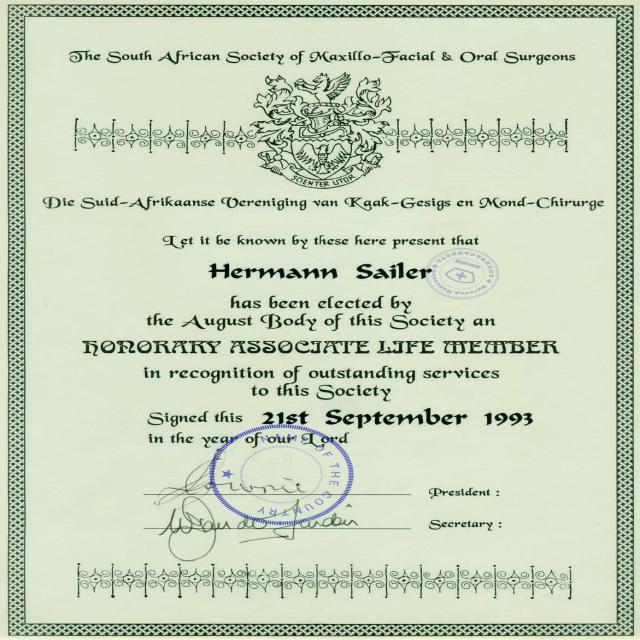 The South African Society of Maxillo-Facial & Oral Surgeons
SCIENTER UTOR
Die Suid-Afrikaanse Vereniging van Kaak-Gesigs en Mond-Chirurge
Let it be known by these here present that
Hermann Sailer
has been elected by
the August Body of this Society an
HONORARY ASSOCIATE LIFE MEMBER
in recognition of outstanding services
to this Society
Signed this 21st September 1993
in the year of our Lord
NAME OF THE COUNTRY
President :
Secretary :